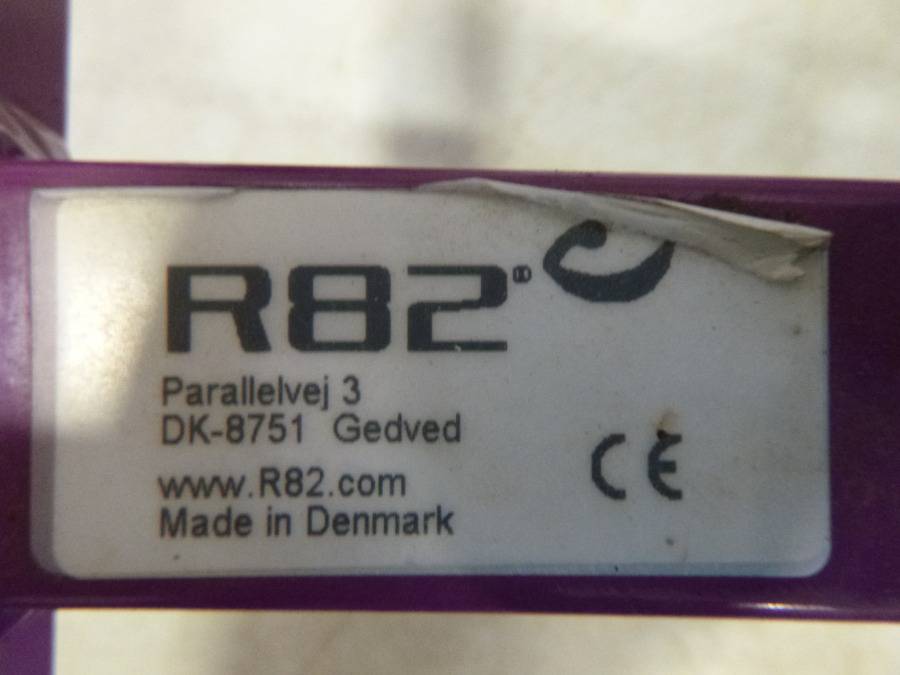 R82®
Parallelvej 3
DK-8751 Gedved
www.R82.com
Made in Denmark
CE